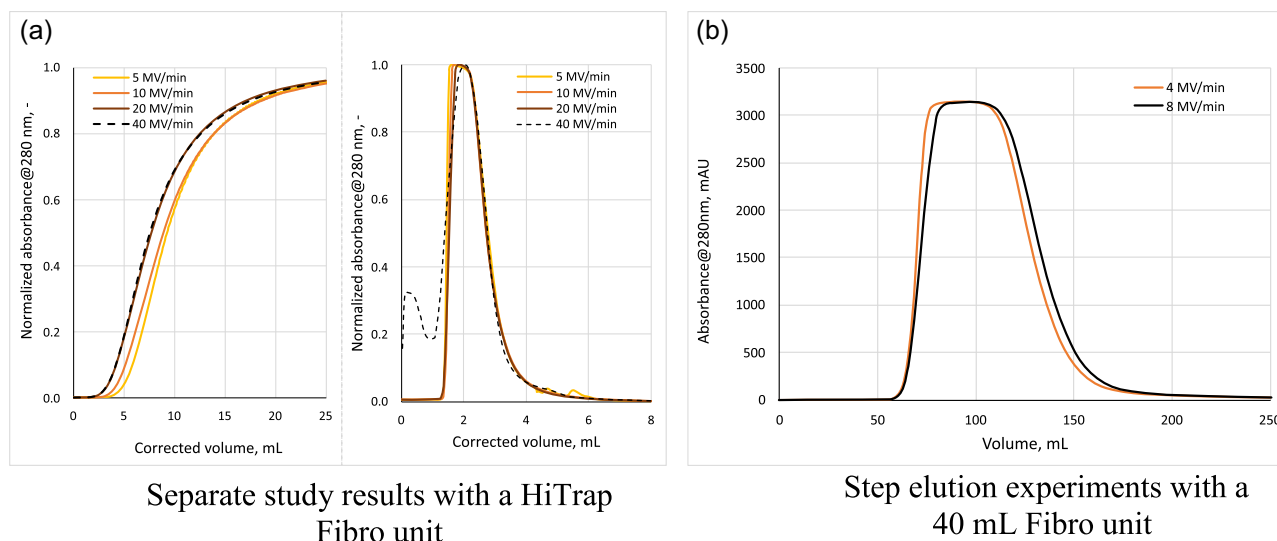 (a)
5 MV/min
10 MV/min
20 MV/min
40 MV/min
Normalized absorbance@280 nm, -
1.0
0.8
0.6
0.4
0.2
0.0
0 5 10 15 20 25
Corrected volume, mL
5 MV/min
10 MV/min
20 MV/min
40 MV/min
Normalized absorbance@280 nm, -
1.0
0.8
0.6
0.4
0.2
0.0
0 2 4 6 8
Corrected volume, mL
Separate study results with a HiTrap
Fibro unit
(b)
4 MV/min
8 MV/min
Absorbance@280nm, mAU
3500
3000
2500
2000
1500
1000
500
0
0 50 100 150 200 250
Volume, mL
Step elution experiments with a
40 mL Fibro unit